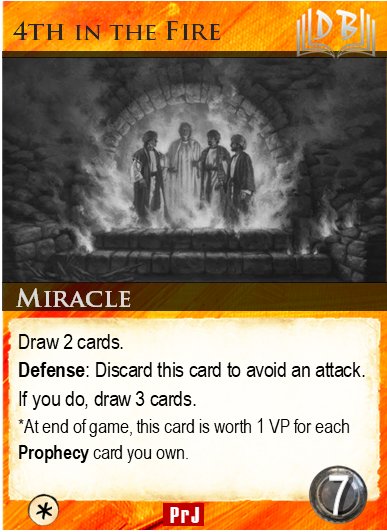 4th in the Fire
DB
Miracle
Draw 2 cards.
Defense: Discard this card to avoid an attack.
If you do, draw 3 cards.
*At end of game, this card is worth 1 VP for each
Prophecy card you own.
*
PrJ
7